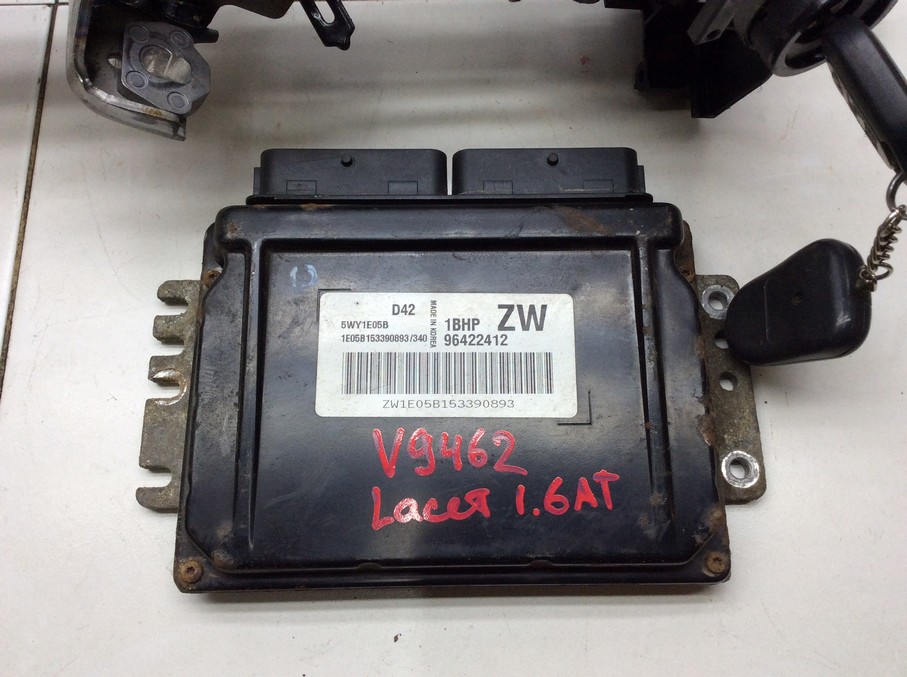 D42
MADE IN KOREA
1BHP
ZW
5WY1E05B
1E05B153390893/340
96422412
ZW1E05B153390893
V9462
Lacett 1.6AT